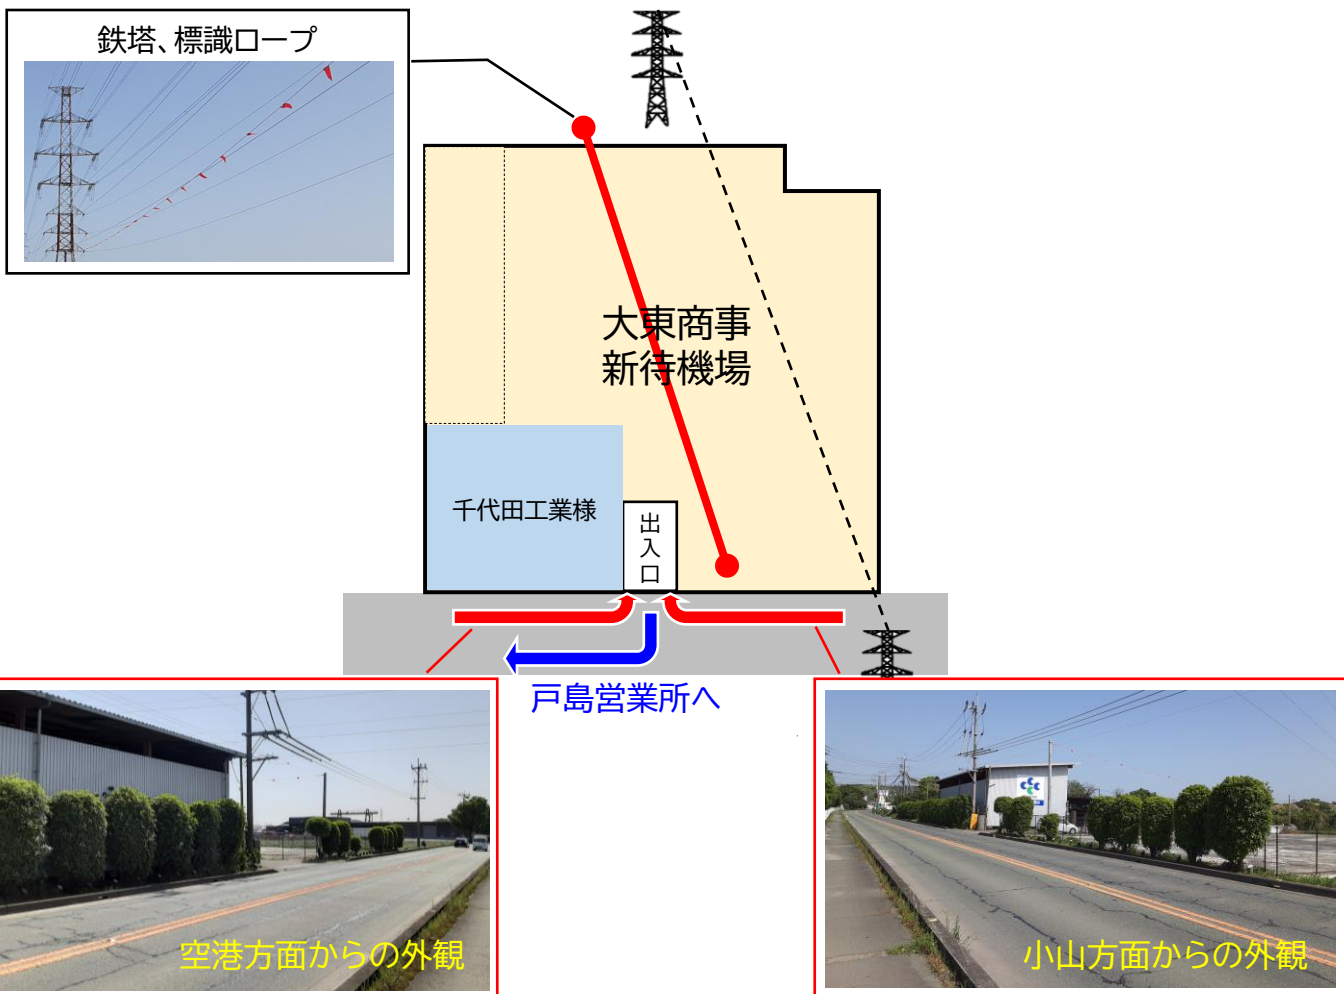 鉄塔、標識ロープ
大東商事
新待機場
千代田工業様
出入口
戸島営業所へ
空港方面からの外観
小山方面からの外観